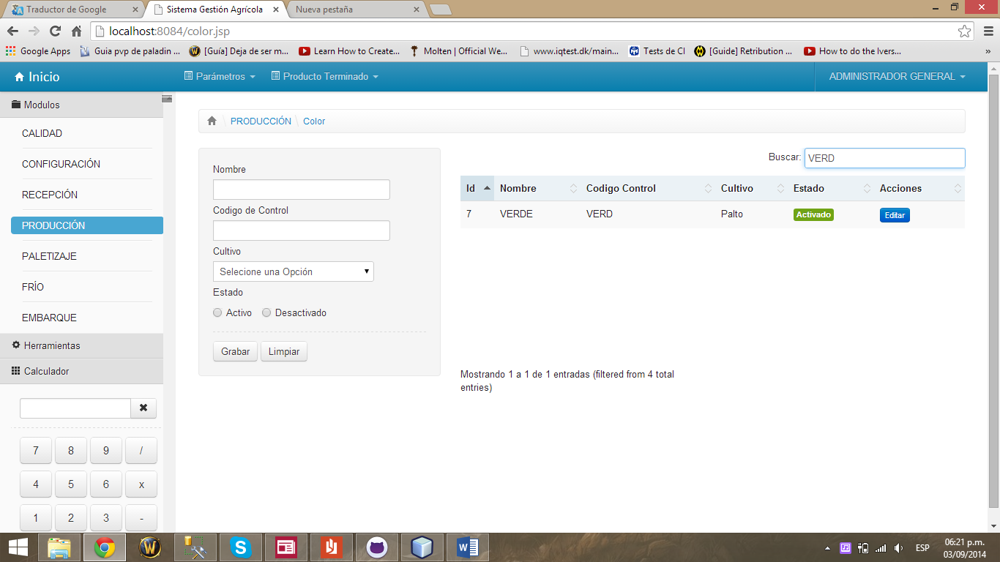 Traductor de Google
Sistema Gestión Agrícola
Nueva pestaña
localhost:8084/color.jsp
Google Apps
Guia pvp de paladin ...
[Guía] Deja de ser m...
Learn How to Create...
Molten | Official We...
www.iqtest.dk/main...
Tests de CI
[Guide] Retribution ...
How to do the Ivers...
»
Inicio
Parámetros
Producto Terminado
ADMINISTRADOR GENERAL
Modulos
CALIDAD
CONFIGURACIÓN
RECEPCIÓN
PRODUCCIÓN
PALETIZAJE
FRÍO
EMBARQUE
Herramientas
Calculador
7 8 9 /
4 5 6 x
1 2 3 -
PRODUCCIÓN \ Color
Nombre
Codigo de Control
Cultivo
Selecione una Opción
Estado
Activo Desactivado
Grabar Limpiar
Buscar: VERD
Id Nombre Codigo Control Cultivo Estado Acciones
7 VERDE VERD Palto Activado Editar
Mostrando 1 a 1 de 1 entradas (filtered from 4 total
entries)
ESP
06:21 p.m.
03/09/2014